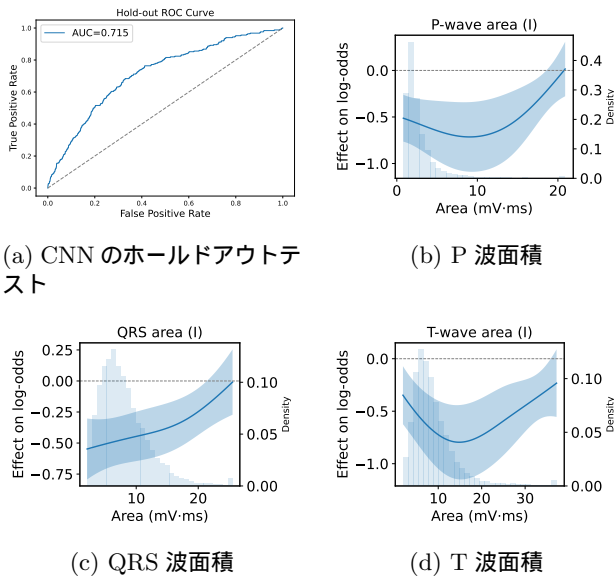 Hold-out ROC Curve
AUC=0.715
True Positive Rate
1.0
0.8
0.6
0.4
0.2
0.0
0.0 0.2 0.4 0.6 0.8 1.0
False Positive Rate
(a) CNN のホールドアウトテ
スト
P-wave area (I)
Effect on log-odds
0.0
−0.5
−1.0
0.4
0.3
0.2
0.1
0.0
Density
0 10 20
Area (mV·ms)
(b) P 波面積
QRS area (I)
Effect on log-odds
0.25
0.00
−0.25
−0.50
−0.75
0.10
0.05
0.00
Density
10 20
Area (mV·ms)
(c) QRS 波面積
T-wave area (I)
Effect on log-odds
0.0
−0.5
−1.0
0.10
0.05
0.00
Density
10 20 30
Area (mV·ms)
(d) T 波面積